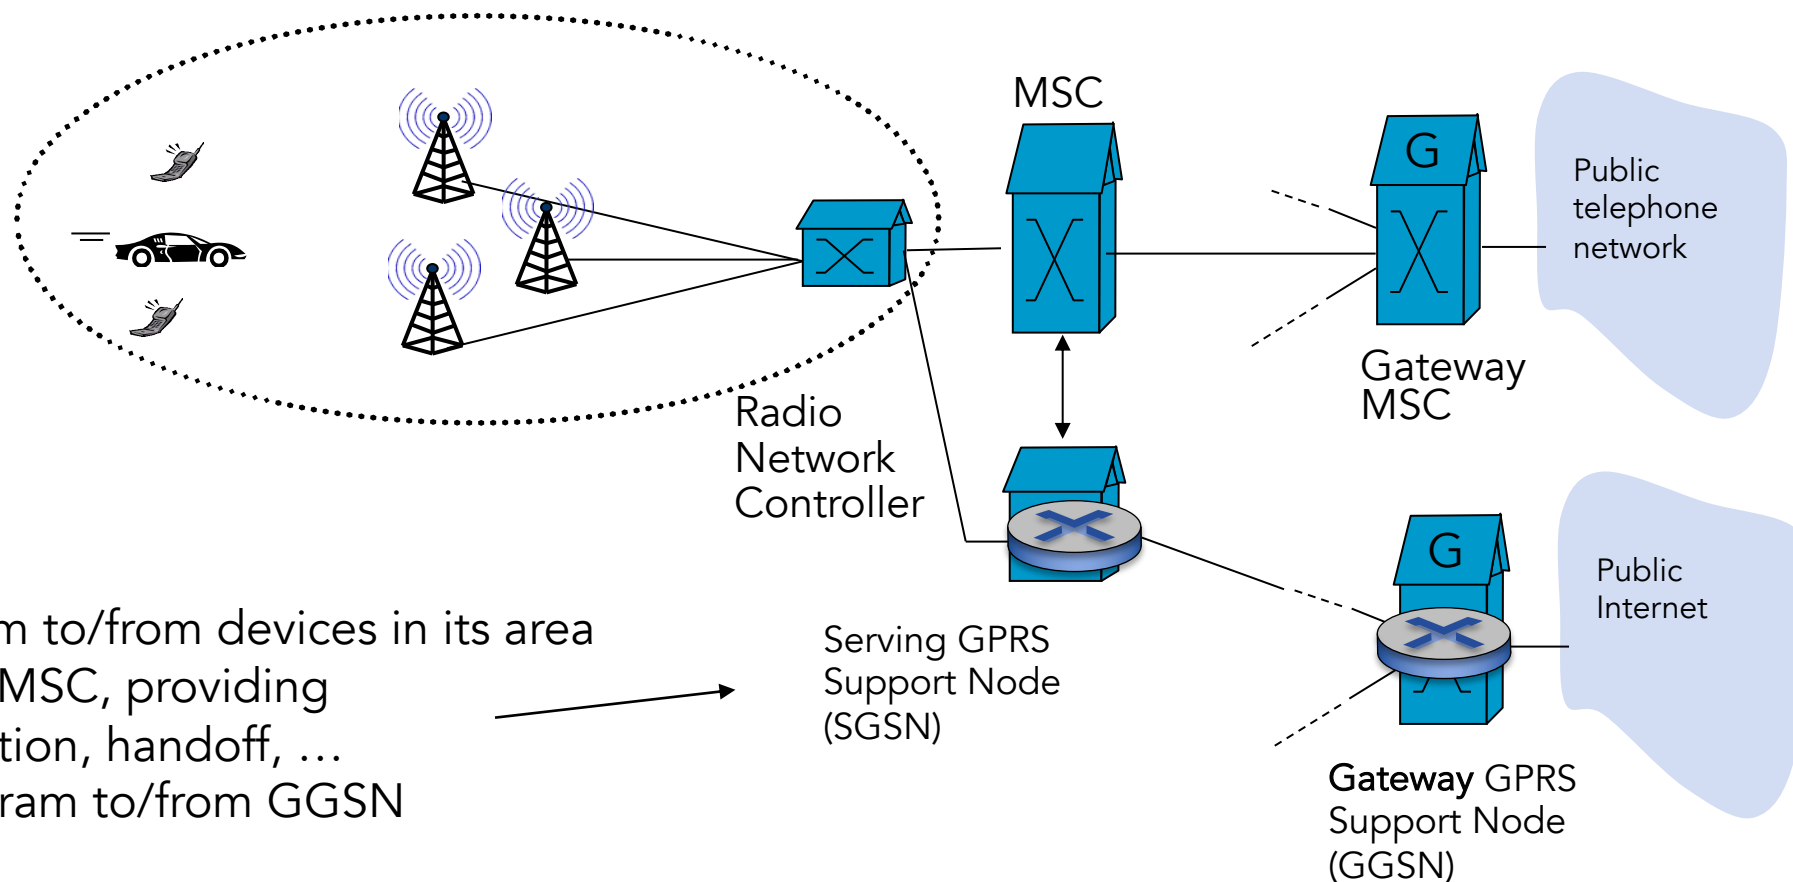 MSC
G
Public
telephone
network
Gateway
MSC
Radio
Network
Controller
G
Public
Internet
m to/from devices in its area
MSC, providing
tion, handoff, …
ram to/from GGSN
Serving GPRS
Support Node
(SGSN)
Gateway GPRS
Support Node
(GGSN)